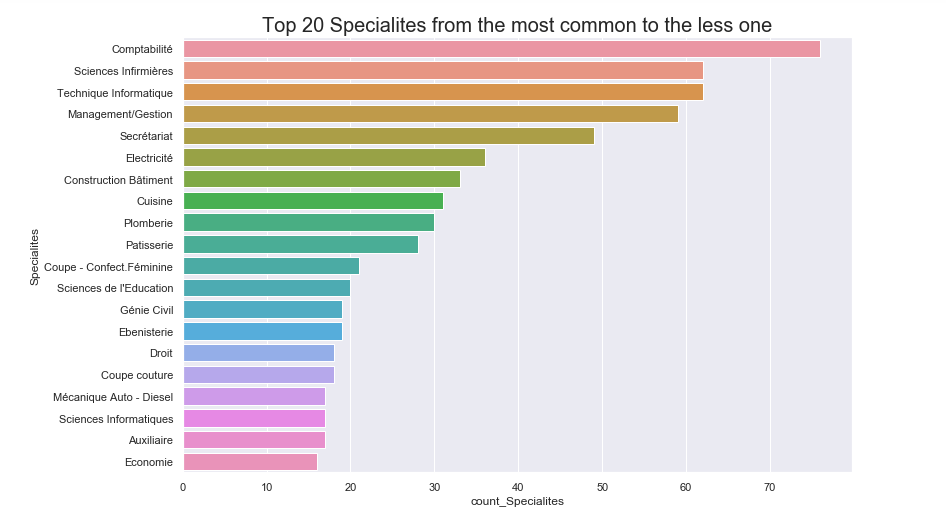 Top 20 Specialites from the most common to the less one
Comptabilité
Sciences Infirmières
Technique Informatique
Management/Gestion
Secrétariat
Electricité
Construction Bâtiment
Cuisine
Plomberie
Patisserie
Coupe - Confect.Féminine
Sciences de l'Education
Génie Civil
Ebenisterie
Droit
Coupe couture
Mécanique Auto - Diesel
Sciences Informatiques
Auxiliaire
Economie
Specialites
0 10 20 30 40 50 60 70
count_Specialites